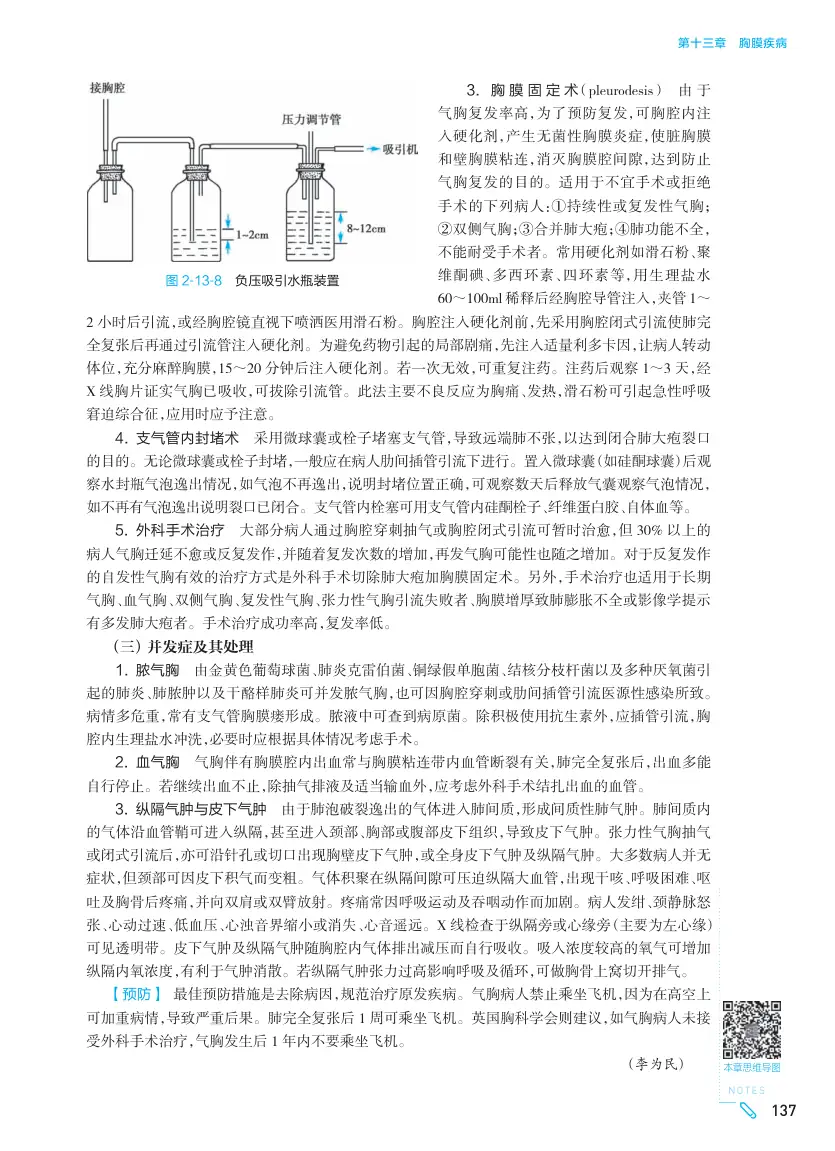 第十三章 胸膜疾病
接胸腔
压力调节管
吸引机
1~2cm
8~12cm
图 2-13-8 负压吸引水瓶装置
3. 胸膜固定术(pleurodesis) 由于
气胸复发率高,为了预防复发,可胸腔内注
入硬化剂,产生无菌性胸膜炎症,使脏胸膜
和壁胸膜粘连,消灭胸膜腔间隙,达到防止
气胸复发的目的。适用于不宜手术或拒绝
手术的下列病人:①持续性或复发性气胸;
②双侧气胸;③合并肺大疱;④肺功能不全,
不能耐受手术者。常用硬化剂如滑石粉、聚
维酮碘、多西环素、四环素等,用生理盐水
60~100ml 稀释后经胸腔导管注入,夹管 1~
2 小时后引流,或经胸腔镜直视下喷洒医用滑石粉。胸腔注入硬化剂前,先采用胸腔闭式引流使肺完
全复张后再通过引流管注入硬化剂。为避免药物引起的局部剧痛,先注入适量利多卡因,让病人转动
体位,充分麻醉胸膜,15~20 分钟后注入硬化剂。若一次无效,可重复注药。注药后观察 1~3 天,经
X 线胸片证实气胸已吸收,可拔除引流管。此法主要不良反应为胸痛、发热,滑石粉可引起急性呼吸
窘迫综合征,应用时应予注意。
4. 支气管内封堵术 采用微球囊或栓子堵塞支气管,导致远端肺不张,以达到闭合肺大疱裂口
的目的。无论微球囊或栓子封堵,一般应在病人肋间插管引流下进行。置入微球囊(如硅酮球囊)后观
察水封瓶气泡逸出情况,如气泡不再逸出,说明封堵位置正确,可观察数天后释放气囊观察气泡情况,
如不再有气泡逸出说明裂口已闭合。支气管内栓塞可用支气管内硅酮栓子、纤维蛋白胶、自体血等。
5. 外科手术治疗 大部分病人通过胸腔穿刺抽气或胸腔闭式引流可暂时治愈,但 30% 以上的
病人气胸迁延不愈或反复发作,并随着复发次数的增加,再发气胸可能性也随之增加。对于反复发作
的自发性气胸有效的治疗方式是外科手术切除肺大疱加胸膜固定术。另外,手术治疗也适用于长期
气胸、血气胸、双侧气胸、复发性气胸、张力性气胸引流失败者、胸膜增厚致肺膨胀不全或影像学提示
有多发肺大疱者。手术治疗成功率高,复发率低。
(三) 并发症及其处理
1. 脓气胸 由金黄色葡萄球菌、肺炎克雷伯菌、铜绿假单胞菌、结核分枝杆菌以及多种厌氧菌引
起的肺炎、肺脓肿以及干酪样肺炎可并发脓气胸,也可因胸腔穿刺或肋间插管引流医源性感染所致。
病情多危重,常有支气管胸膜瘘形成。脓液中可查到病原菌。除积极使用抗生素外,应插管引流,胸
腔内生理盐水冲洗,必要时应根据具体情况考虑手术。
2. 血气胸 气胸伴有胸膜腔内出血常与胸膜粘连带内血管断裂有关,肺完全复张后,出血多能
自行停止。若继续出血不止,除抽气排液及适当输血外,应考虑外科手术结扎出血的血管。
3. 纵隔气肿与皮下气肿 由于肺泡破裂逸出的气体进入肺间质,形成间质性肺气肿。肺间质内
的气体沿血管鞘可进入纵隔,甚至进入颈部、胸部或腹部皮下组织,导致皮下气肿。张力性气胸抽气
或闭式引流后,亦可沿针孔或切口出现胸壁皮下气肿,或全身皮下气肿及纵隔气肿。大多数病人并无
症状,但颈部可因皮下积气而变粗。气体积聚在纵隔间隙可压迫纵隔大血管,出现干咳、呼吸困难、呕
吐及胸骨后疼痛,并向双肩或双臂放射。疼痛常因呼吸运动及吞咽动作而加剧。病人发绀、颈静脉怒
张、心动过速、低血压、心浊音界缩小或消失、心音遥远。X 线检查于纵隔旁或心缘旁(主要为左心缘)
可见透明带。皮下气肿及纵隔气肿随胸腔内气体排出减压而自行吸收。吸入浓度较高的氧气可增加
纵隔内氧浓度,有利于气肿消散。若纵隔气肿张力过高影响呼吸及循环,可做胸骨上窝切开排气。
【预防】 最佳预防措施是去除病因,规范治疗原发疾病。气胸病人禁止乘坐飞机,因为在高空上
可加重病情,导致严重后果。肺完全复张后 1 周可乘坐飞机。英国胸科学会则建议,如气胸病人未接
受外科手术治疗,气胸发生后 1 年内不要乘坐飞机。
(李为民)
本章思维导图
NOTES
137